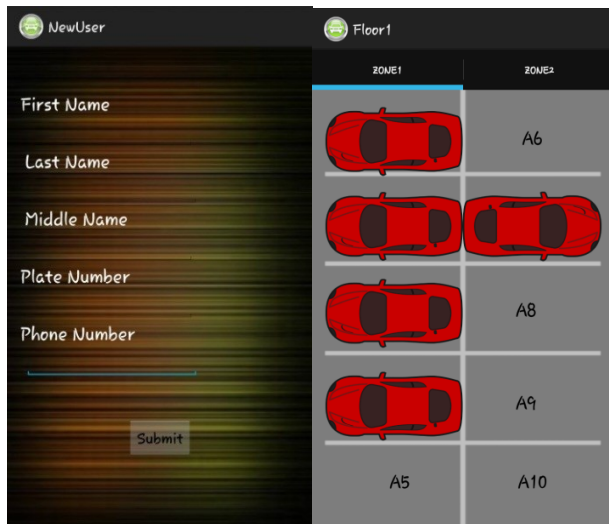 NewUser
First Name
Last Name
Middle Name
Plate Number
Phone Number
Submit
Floor1
ZONE1 ZONE2
A6
A8
A9
A5 A10